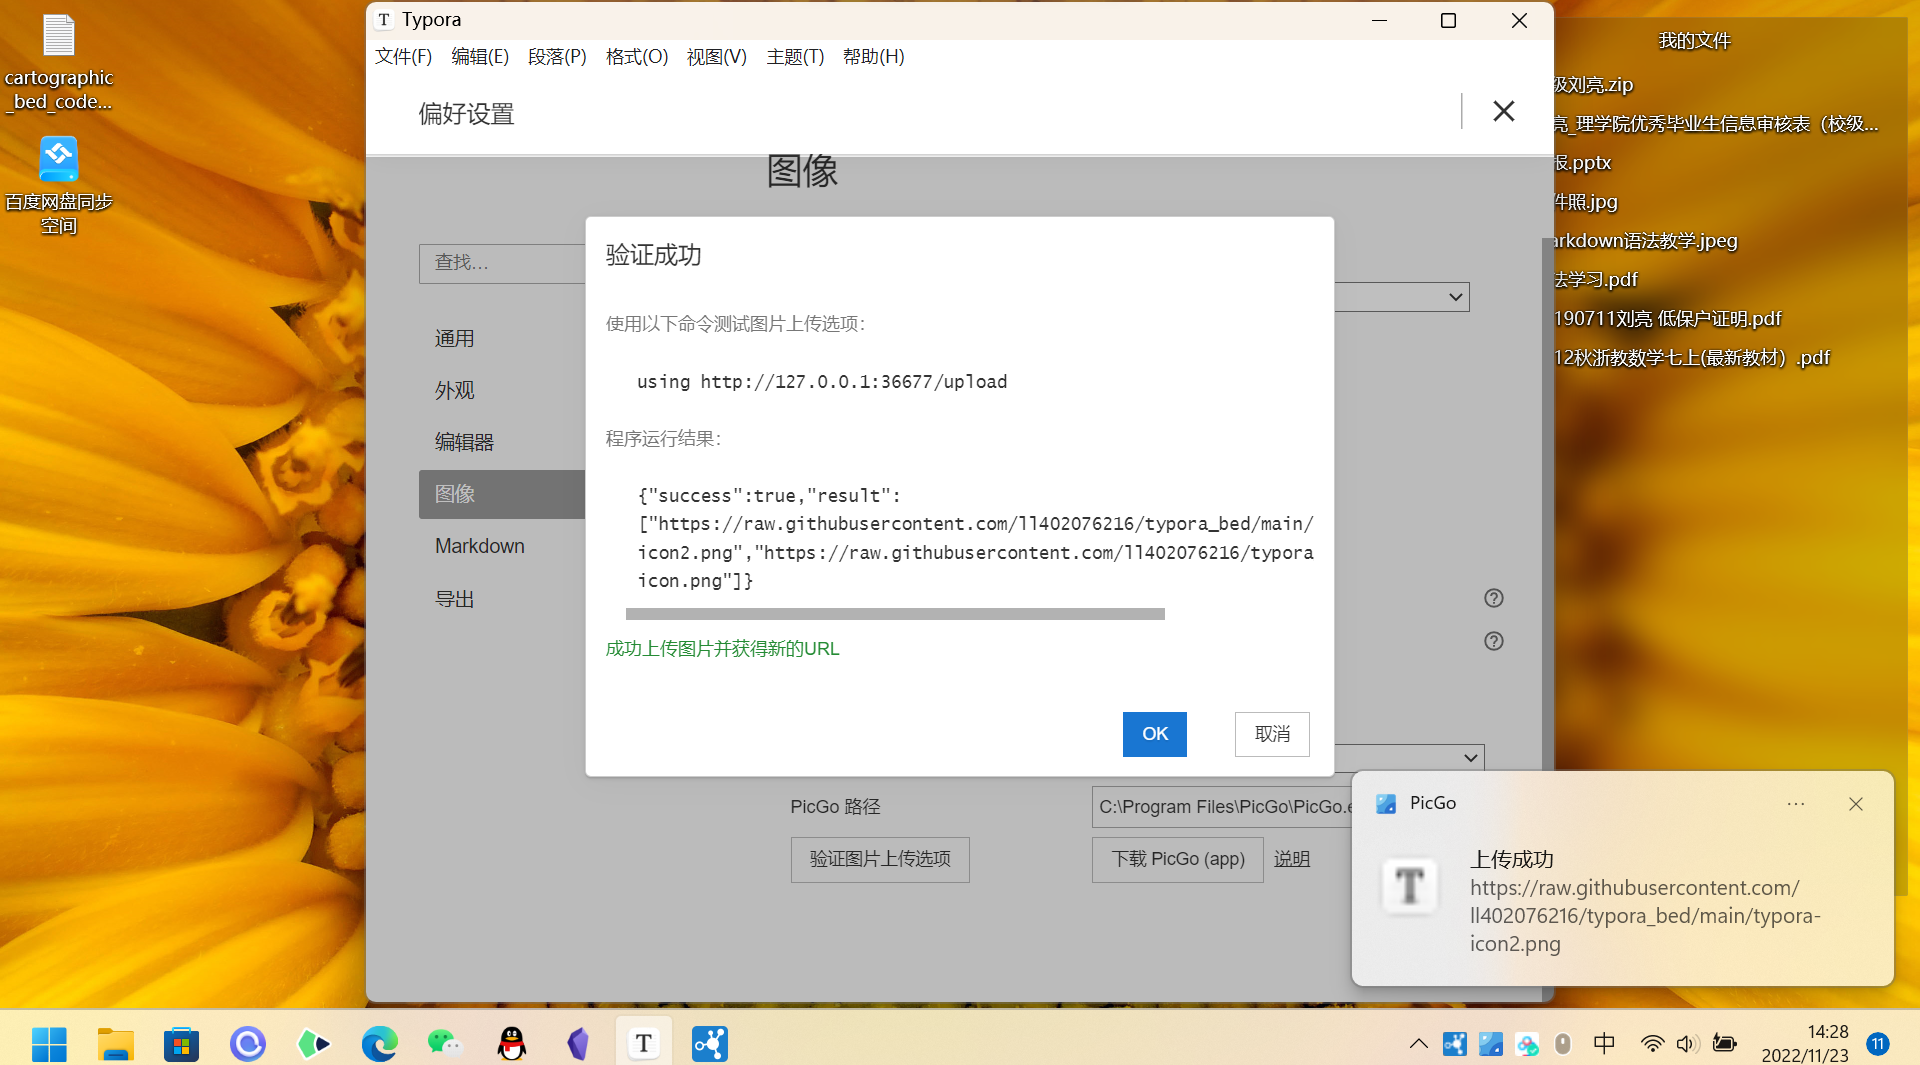 cartographic
_bed_code...
百度网盘同步
空间
Typora
文件(F) 编辑(E) 段落(P) 格式(O) 视图(V) 主题(T) 帮助(H)
偏好设置
图像
查找...
通用
外观
编辑器
图像
Markdown
导出
验证成功
使用以下命令测试图片上传选项:
using http://127.0.0.1:36677/upload
程序运行结果:
{"success":true,"result":
["https://raw.githubusercontent.com/ll402076216/typora_bed/main/
icon2.png","https://raw.githubusercontent.com/ll402076216/typora
icon.png"]}
成功上传图片并获得新的URL
OK
取消
PicGo 路径
C:\Program Files\PicGo\PicGo.e
验证图片上传选项
下载 PicGo (app)
说明
我的文件
级刘亮.zip
亮_理学院优秀毕业生信息审核表（校级...
报.pptx
件照.jpg
arkdown语法教学.jpeg
法学习.pdf
190711刘亮 低保户证明.pdf
12秋浙教数学七上(最新教材）.pdf
PicGo
上传成功
https://raw.githubusercontent.com/
ll402076216/typora_bed/main/typora-
icon2.png
中
14:28
2022/11/23
11